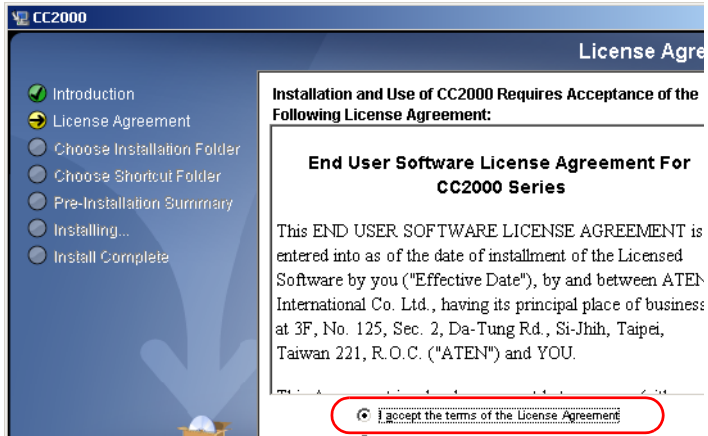 CC2000
License Agre
Introduction
License Agreement
Choose Installation Folder
Choose Shortcut Folder
Pre-Installation Summary
Installing...
Install Complete
Installation and Use of CC2000 Requires Acceptance of the
Following License Agreement:
End User Software License Agreement For
CC2000 Series
This END USER SOFTWARE LICENSE AGREEMENT is
entered into as of the date of installment of the Licensed
Software by you ("Effective Date"), by and between ATEN
International Co. Ltd., having its principal place of business
at 3F, No. 125, Sec. 2, Da-Tung Rd., Si-Jhih, Taipei,
Taiwan 221, R.O.C. ("ATEN") and YOU.
I accept the terms of the License Agreement